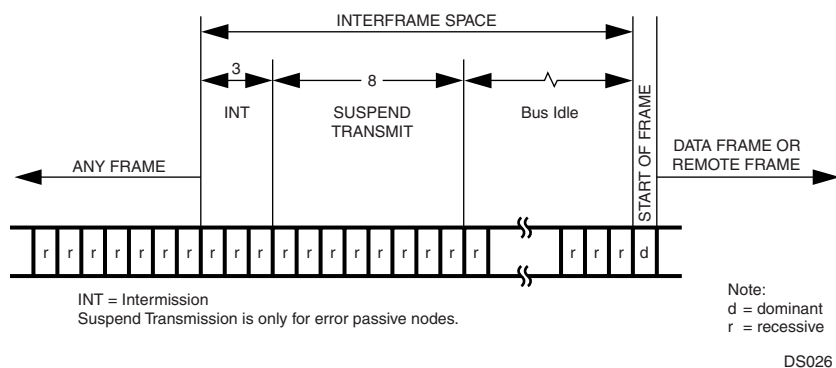 INTERFRAME SPACE
3
8
INT
SUSPEND
TRANSMIT
Bus Idle
START OF FRAME
ANY FRAME
DATA FRAME OR
REMOTE FRAME
r r r r r r r r r r r r r r r r r r r r r r d
INT = Intermission
Suspend Transmission is only for error passive nodes.
Note:
d = dominant
r = recessive
DS026